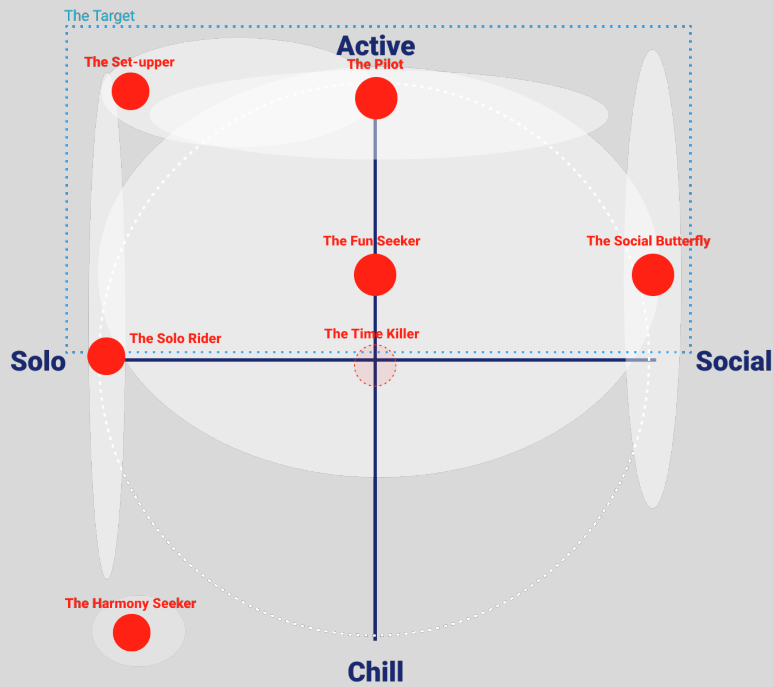 The Target
Active
The Set-upper
The Pilot
The Fun Seeker
The Social Butterfly
The Time Killer
The Solo Rider
Solo
Social
The Harmony Seeker
Chill